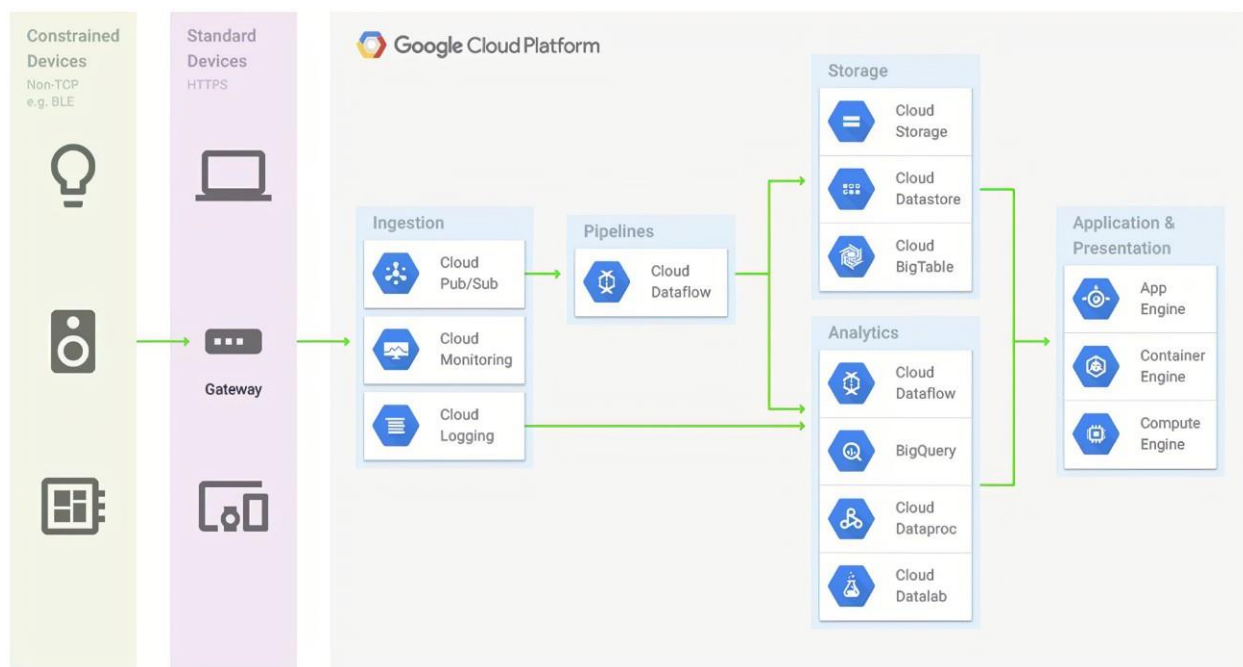 Constrained
Devices
Non-TCP
e.g. BLE
Standard
Devices
HTTPS
Gateway
Google Cloud Platform
Ingestion
Cloud
Pub/Sub
Cloud
Monitoring
Cloud
Logging
Pipelines
Cloud
Dataflow
Storage
Cloud
Storage
Cloud
Datastore
Cloud
BigTable
Analytics
Cloud
Dataflow
BigQuery
Cloud
Dataproc
Cloud
Datalab
Application &
Presentation
App
Engine
Container
Engine
Compute
Engine